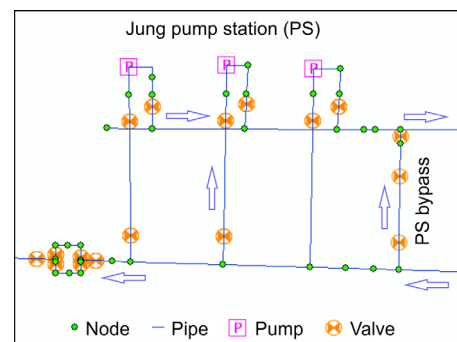 Jung pump station (PS)
P
P
P
PS bypass
Node
Pipe
P
Pump
Valve